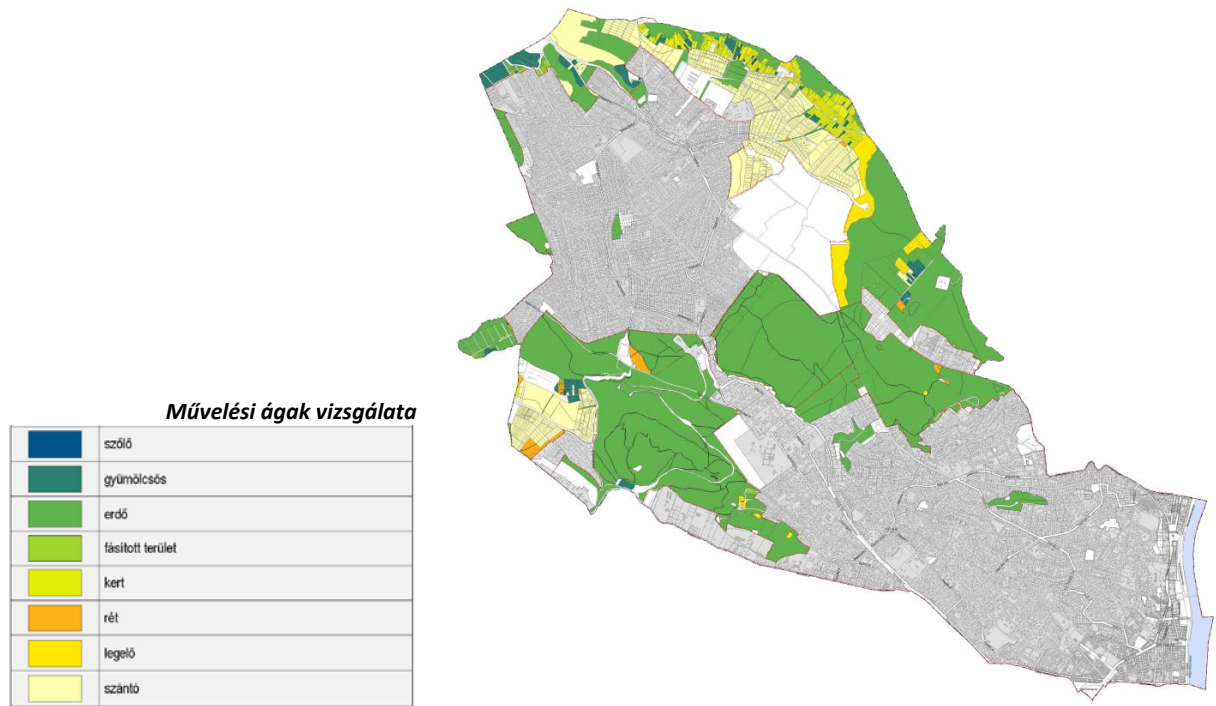 Művelési ágak vizsgálata
szőlő
gyümölcsös
erdő
fásított terület
kert
rét
legelő
szántó